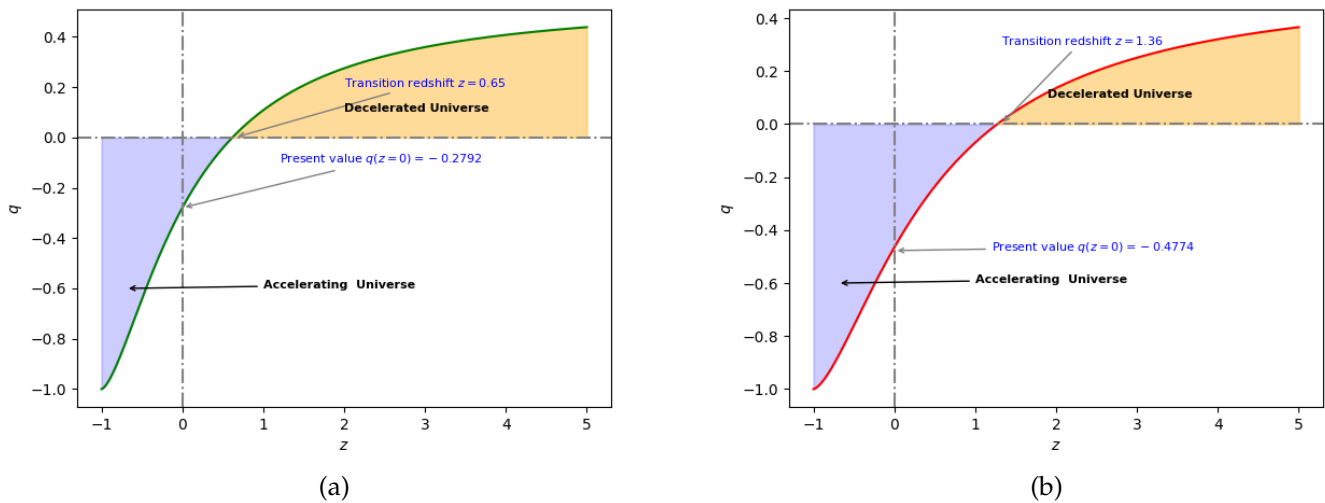 0.4
0.2
0.0
−0.2
−0.4
−0.6
−0.8
−1.0
q
Transition redshift z = 0.65
Decelerated Universe
Present value q(z = 0) = − 0.2792
Accelerating  Universe
−1 0 1 2 3 4 5
z
(a)
0.4
0.2
0.0
−0.2
−0.4
−0.6
−0.8
−1.0
q
Transition redshift z = 1.36
Decelerated Universe
Present value q(z = 0) = − 0.4774
Accelerating  Universe
−1 0 1 2 3 4 5
z
(b)